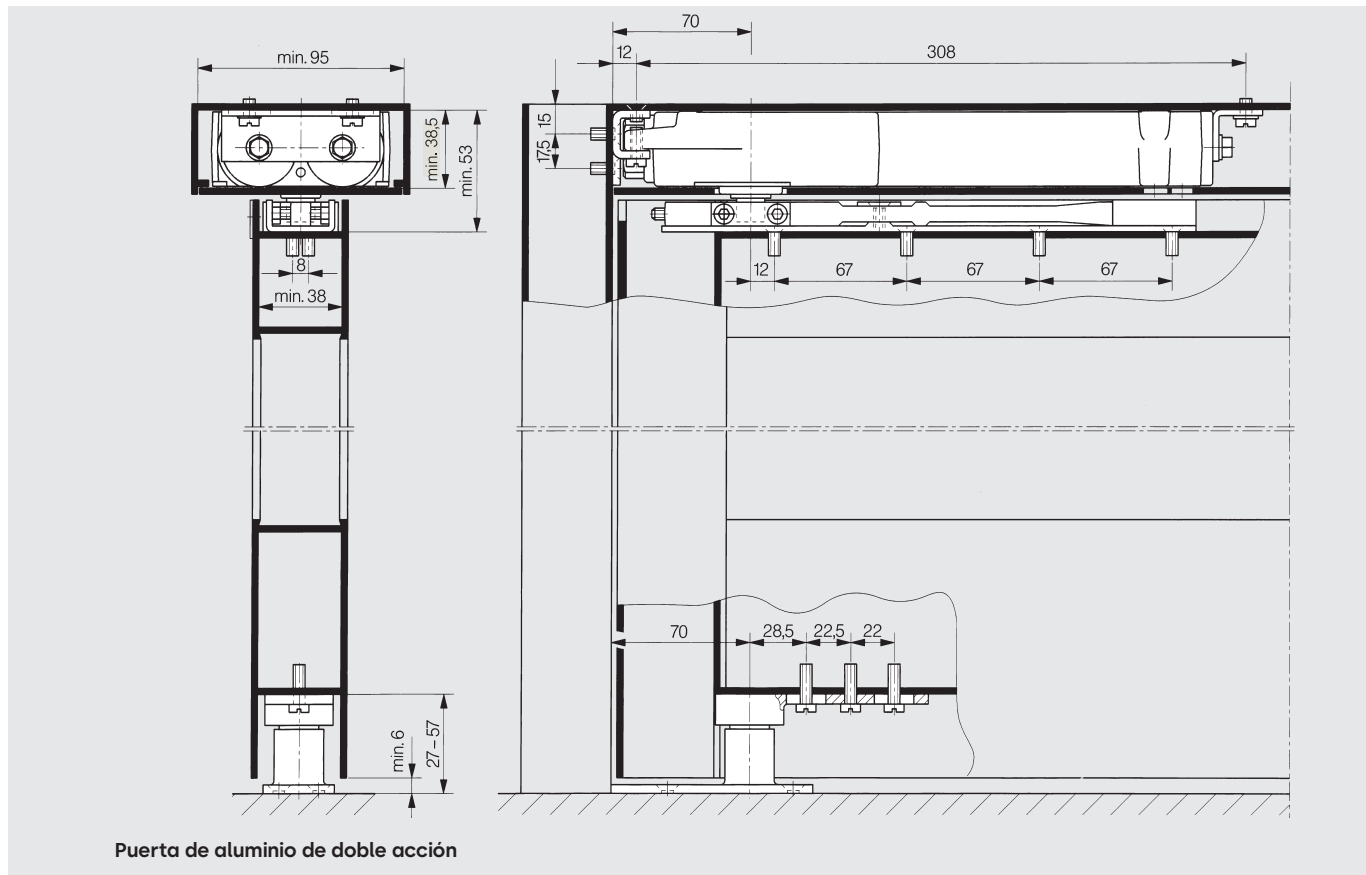 70
min. 95
12
308
15
17,5
min. 38,5
min. 53
8
min. 38
12
67
67
67
70
28,5
22,5
22
min. 6
27 – 57
Puerta de aluminio de doble acción